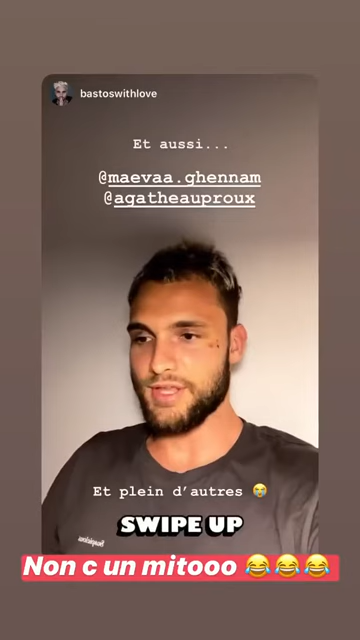 bastoswithlove
Et aussi...
@maevaa.ghennam
@agatheauproux
Et plein d’autres 😭
SWIPE UP
Non c un mitooo 😂😂😂